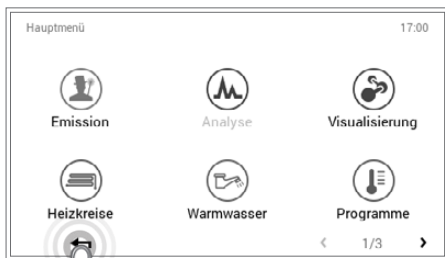 Hauptmenü 17:00
Emission Analyse Visualisierung
Heizkreise Warmwasser Programme
1/3